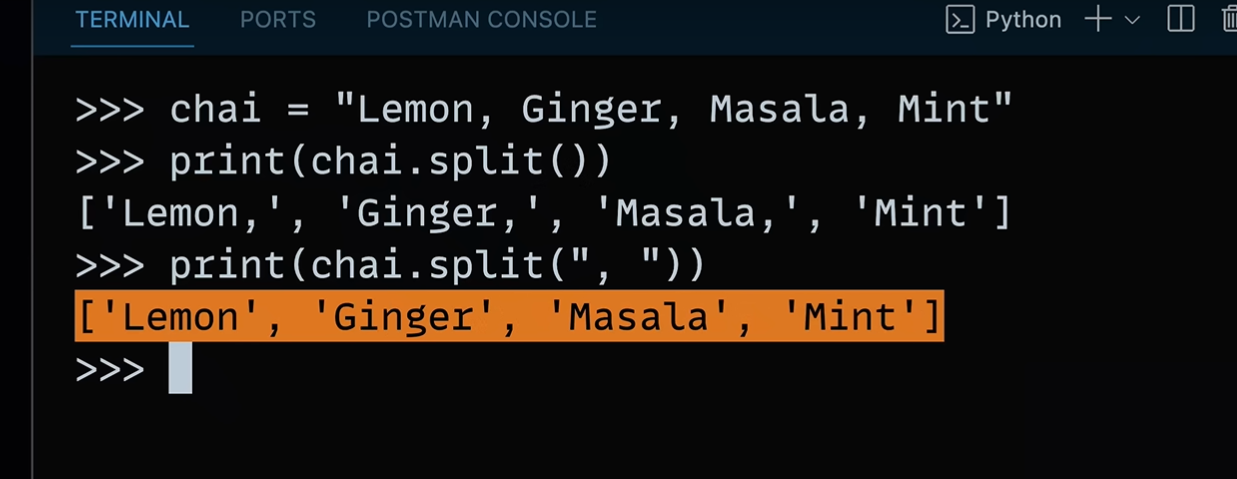 TERMINAL PORTS POSTMAN CONSOLE Python
>>> chai = "Lemon, Ginger, Masala, Mint"
>>> print(chai.split())
['Lemon,', 'Ginger,', 'Masala,', 'Mint']
>>> print(chai.split(", "))
['Lemon', 'Ginger', 'Masala', 'Mint']
>>>